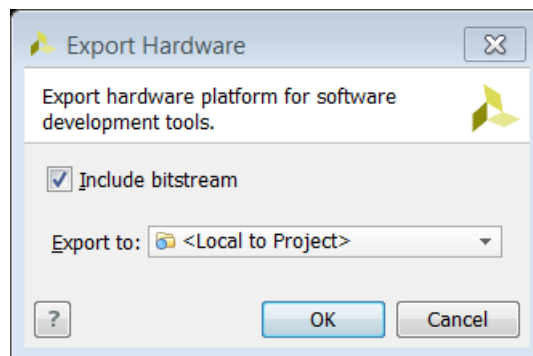 Export Hardware
Export hardware platform for software
development tools.
Include bitstream
Export to: <Local to Project>
? OK Cancel